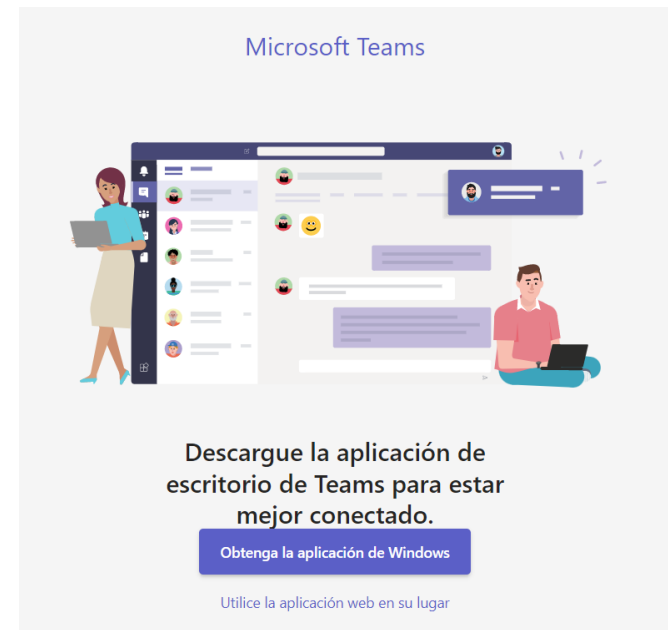 Microsoft Teams
Descargue la aplicación de
escritorio de Teams para estar
mejor conectado.
Obtenga la aplicación de Windows
Utilice la aplicación web en su lugar